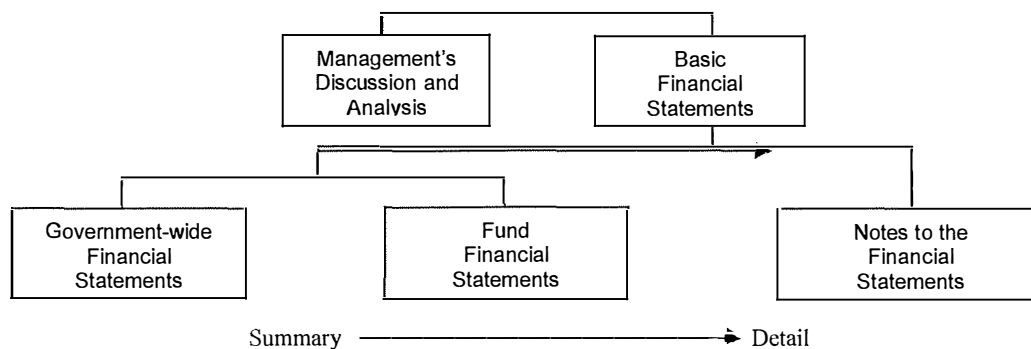 Management's
Discussion and
Analysis
Basic
Financial
Statements
Government-wide
Financial
Statements
Fund
Financial
Statements
Notes to the
Financial
Statements
Summary
Detail